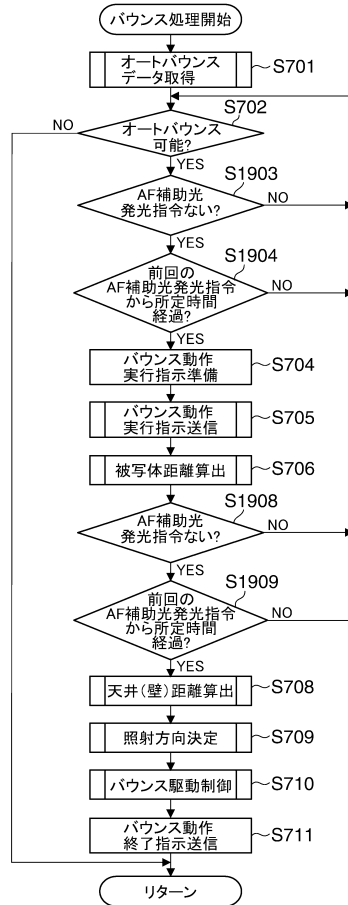 バウンス処理開始
オートバウンス
データ取得
S701
S702
NO
オートバウンス
可能?
YES
S1903
AF補助光
発光指令ない?
NO
YES
S1904
前回の
AF補助光発光指令
から所定時間
経過?
NO
YES
バウンス動作
実行指示準備
S704
バウンス動作
実行指示送信
S705
被写体距離算出
S706
S1908
AF補助光
発光指令ない?
NO
YES
S1909
前回の
AF補助光発光指令
から所定時間
経過?
NO
YES
天井(壁)距離算出
S708
照射方向決定
S709
バウンス駆動制御
S710
バウンス動作
終了指示送信
S711
リターン